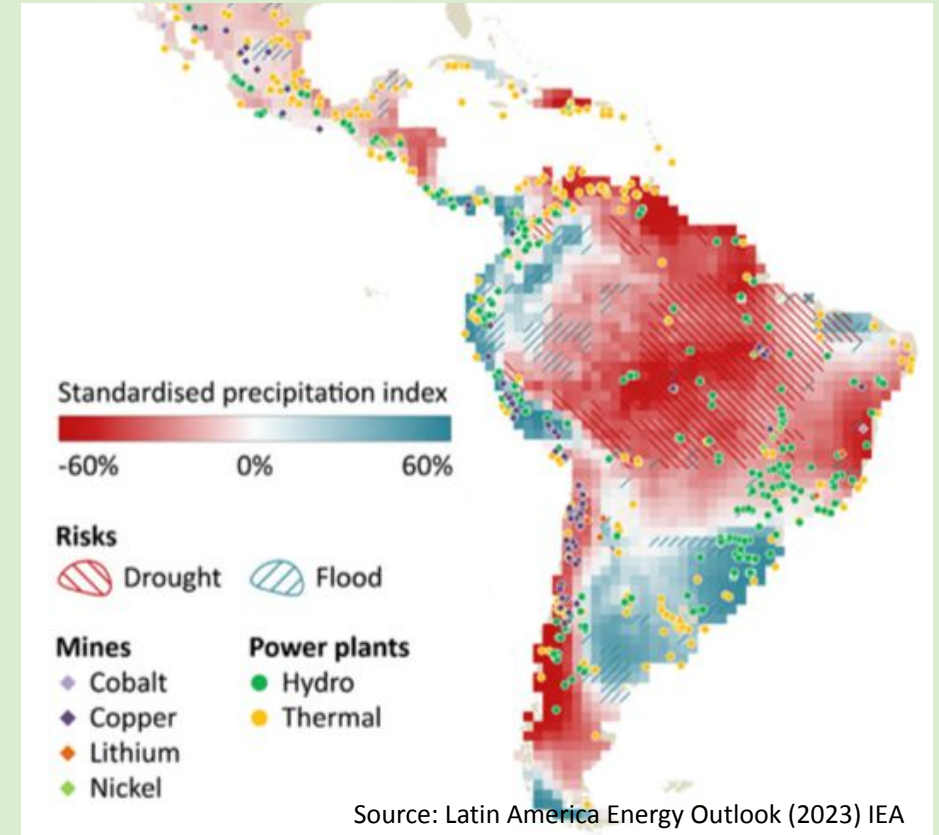 Standardised precipitation index
-60% 0% 60%
Risks
Drought Flood
Mines Power plants
Cobalt Hydro
Copper Thermal
Lithium
Nickel
Source: Latin America Energy Outlook (2023) IEA